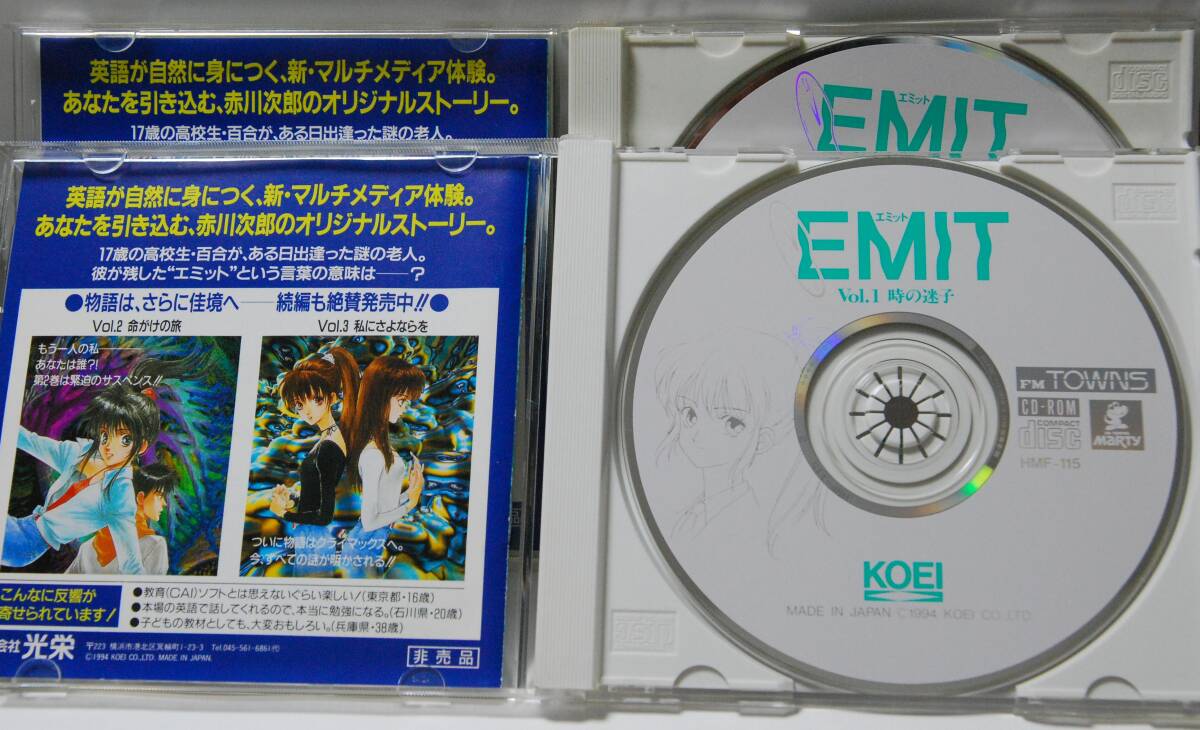 英語が自然に身につく、新・マルチメディア体験。
あなたを引き込む、赤川次郎のオリジナルストーリー。
17歳の高校生・百合が、ある日出逢った謎の老人。
エミット
EMIT
disc
英語が自然に身につく、新・マルチメディア体験。
あなたを引き込む、赤川次郎のオリジナルストーリー。
17歳の高校生・百合が、ある日出逢った謎の老人。
彼が残した“エミット”という言葉の意味は——?
●物語は、さらに佳境へ——続編も絶賛発売中!!●
Vol.2 命がけの旅
もう一人の私——
あなたは誰?!
第2巻は緊迫のサスペンス!!
Vol.3 私にさよならを
ついに物語はクライマックスへ。
今、すべての謎が明かされる!!
こんなに反響が
寄せられています!
●教育(CAI)ソフトとは思えないぐらい楽しい!(東京都・16歳)
●本場の英語で話してくれるので、本当に勉強になる。(石川県・20歳)
●子どもの教材としても、大変おもしろい。(兵庫県・38歳)
会社 光栄
〒223 横浜市港北区箕輪町1-23-3 Tel.045-561-6861㈹
©1994 KOEI CO.,LTD. MADE IN JAPAN.
非売品
エミット
EMIT
Vol.1 時の迷子
FM TOWNS
CD-ROM
COMPACT
disc
MARTY
HMF-115
KOEI
MADE IN JAPAN ©1994 KOEI CO.,LTD.